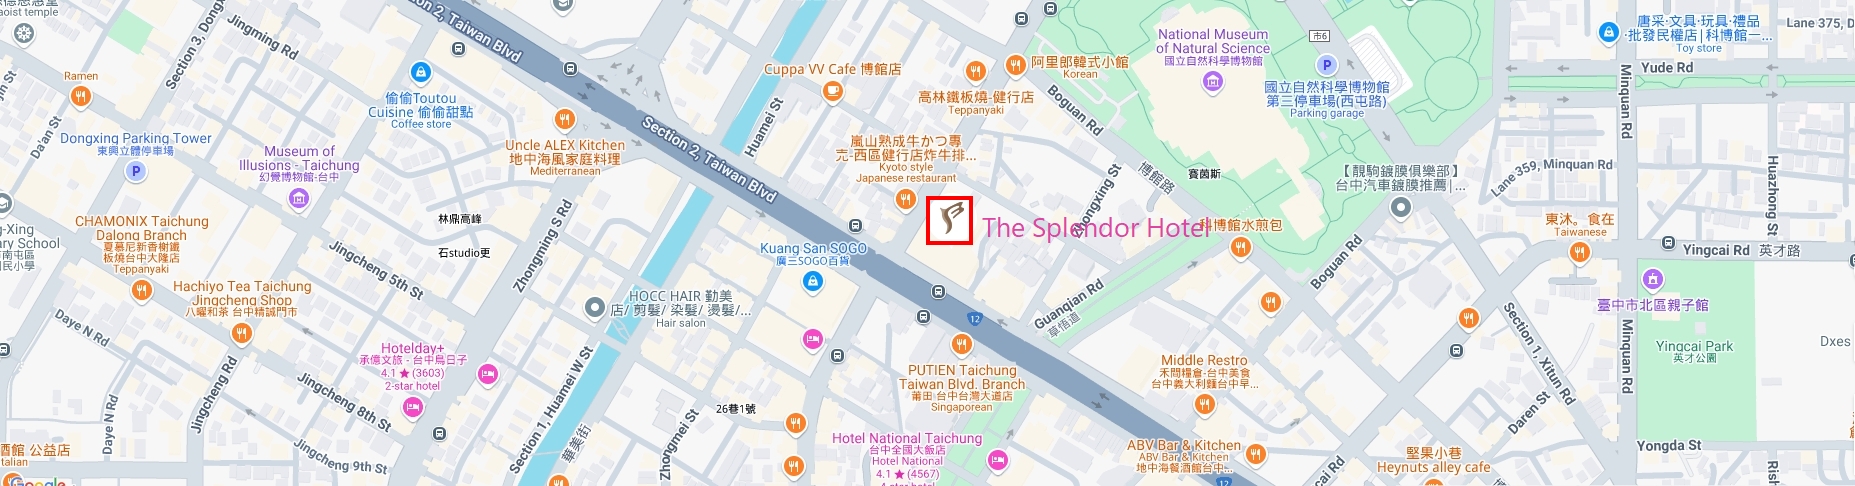 aoist temple
Section 3, Dong
Jingming Rd
Section 2, Taiwan Blvd
Ramen
偷偷Toutou
Cuisine 偷偷甜點
Coffee store
Da'an St
Dongxing Parking Tower
東興立體停車場
Museum of
Illusions - Taichung
幻覺博物館-台中
Uncle ALEX Kitchen
地中海風家庭料理
Mediterranean
Section 2, Taiwan Blvd
Huamei St
Cuppa VV Cafe 博館店
高林鐵板燒-健行店
Teppanyaki
阿里郎韓式小館
Korean
Boguan Rd
National Museum
of Natural Science
國立自然科學博物館
市6
國立自然科學博物館
第三停車場(西屯路)
Parking garage
唐采·文具·玩具·禮品
·批發民權店|科博館一...
Toy store
Lane 375, D
Yude Rd
Minquan Rd
嵐山熟成牛かつ專
売-西區健行店炸牛排...
Kyoto style
Japanese restaurant
博館路
賽茵斯
【靚駒鍍膜俱樂部】
台中汽車鍍膜推薦|...
Lane 359, Minquan Rd
Huazhong St
CHAMONIX Taichung
Dalong Branch
夏慕尼新香榭鐵
板燒台中大隆店
Teppanyaki
g-Xing
ary School
市南屯區
民小學
林鼎高峰
石studio更
Zhongming S Rd
Kuang San SOGO
廣三SOGO百貨
The Splendor Hotel
Zhongxing St
科博館水煎包
東沐。食在
Taiwanese
Yingcai Rd 英才路
Hachiyo Tea Taichung
Jingcheng Shop
八曜和茶 台中精誠門市
Jingcheng 5th St
HOCC HAIR 勤美
店/ 剪髮/ 染髮/ 燙髮/...
Hair salon
12
Guanqian Rd
草悟道
Boguan Rd
臺中市北區親子館
Daye N Rd
Hotelday+
承億文旅 - 台中鳥日子
4.1 ★ (3603)
2-star hotel
PUTIEN Taichung
Taiwan Blvd. Branch
莆田 台中台灣大道店
Singaporean
Middle Restro
禾間糧倉-台中美食
台中義大利麵台中早...
Section 1, Xitun Rd
Minquan Rd
Yingcai Park
英才公園
Dxes
Jingcheng Rd
Jingcheng 8th St
Daye N Rd
Section 1, Huamei W St
華美街
26巷1號
Zhongmei St
Jingcheng 9th St
酒館 公益店
talian
Google
Hotel National Taichung
台中全國大飯店
Hotel National
4.1 ★ (4567)
4-star hotel
ABV Bar & Kitchen
ABV Bar & Kitchen
地中海餐酒館台中...
12
cai Rd
堅果小巷
Heynuts alley cafe
Daren St
Yongda St